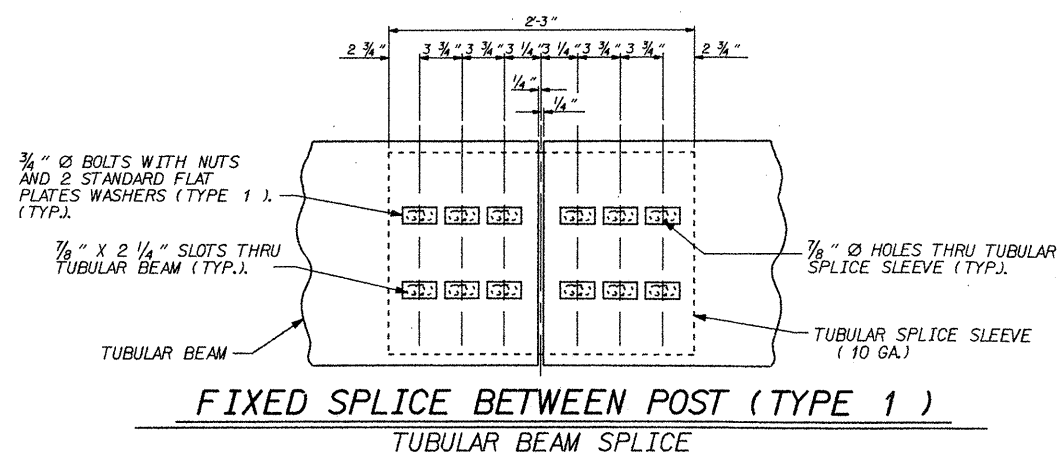 2'-3"
2 3/4" 3 3/4" 3 3/4" 3 1/4" 3 1/4" 3 3/4" 3 3/4" 2 3/4"
1/4"
1/4"
3/4" Ø BOLTS WITH NUTS
AND 2 STANDARD FLAT
PLATES WASHERS (TYPE 1).
(TYP.).
7/8" X 2 1/4" SLOTS THRU
TUBULAR BEAM (TYP.).
TUBULAR BEAM
7/8" Ø HOLES THRU TUBULAR
SPLICE SLEEVE (TYP.).
TUBULAR SPLICE SLEEVE
(10 GA.)
FIXED SPLICE BETWEEN POST (TYPE 1)
TUBULAR BEAM SPLICE